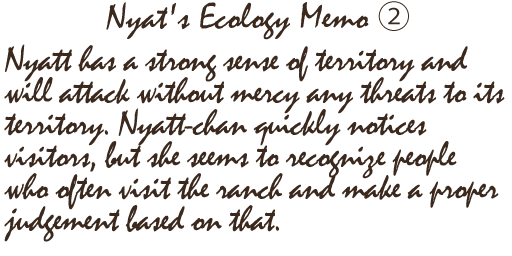 Nyat's Ecology Memo ②
Nyatt has a strong sense of territory and
will attack without mercy any threats to its
territory. Nyatt-chan quickly notices
visitors, but she seems to recognize people
who often visit the ranch and make a proper
judgement based on that.